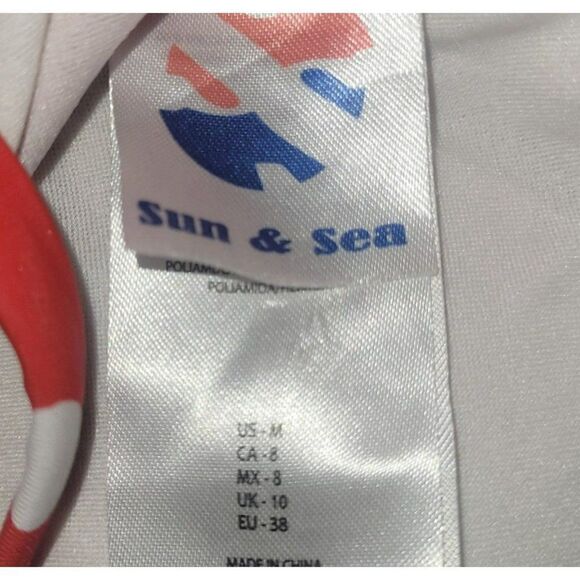 Sun & Sea
POLIAMIDA/
US - M
CA - 8
MX - 8
UK - 10
EU - 38
MADE IN CHINA